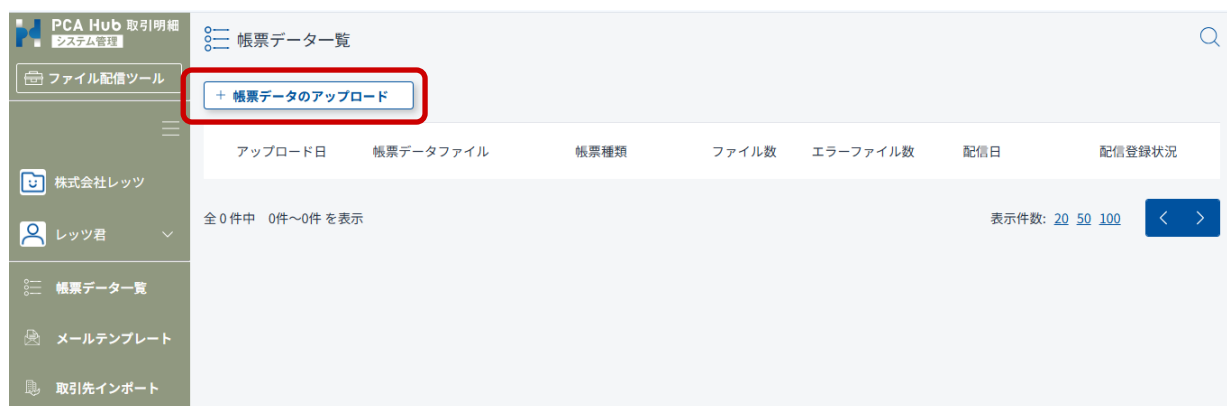 PCA Hub 取引明細
システム管理
ファイル配信ツール
株式会社レッツ
レッツ君
帳票データ一覧
メールテンプレート
取引先インポート
帳票データ一覧
+ 帳票データのアップロード
アップロード日 帳票データファイル 帳票種類 ファイル数 エラーファイル数 配信日 配信登録状況
全0件中 0件〜0件 を表示
表示件数: 20 50 100